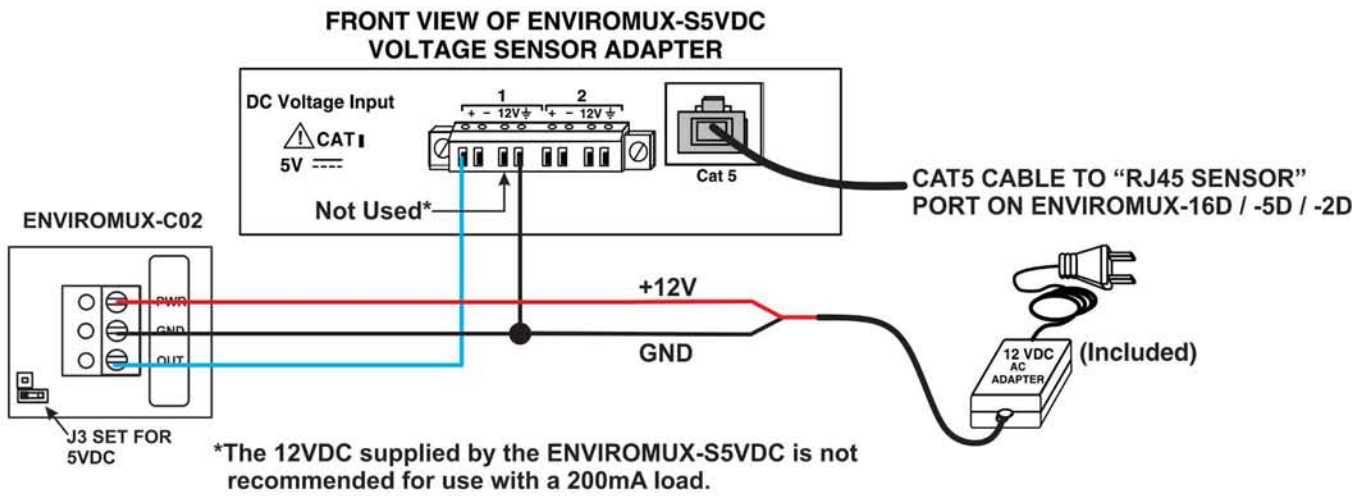 FRONT VIEW OF ENVIROMUX-S5VDC
VOLTAGE SENSOR ADAPTER
DC Voltage Input
1 2
+ - 12V ⏚ + - 12V ⏚
⚠ CAT I
5V
Cat 5
Not Used*
CAT5 CABLE TO “RJ45 SENSOR”
PORT ON ENVIROMUX-16D / -5D / -2D
ENVIROMUX-C02
PWR
GND
OUT
+12V
GND
12 VDC
AC
ADAPTER
(Included)
J3 SET FOR
5VDC
*The 12VDC supplied by the ENVIROMUX-S5VDC is not
recommended for use with a 200mA load.